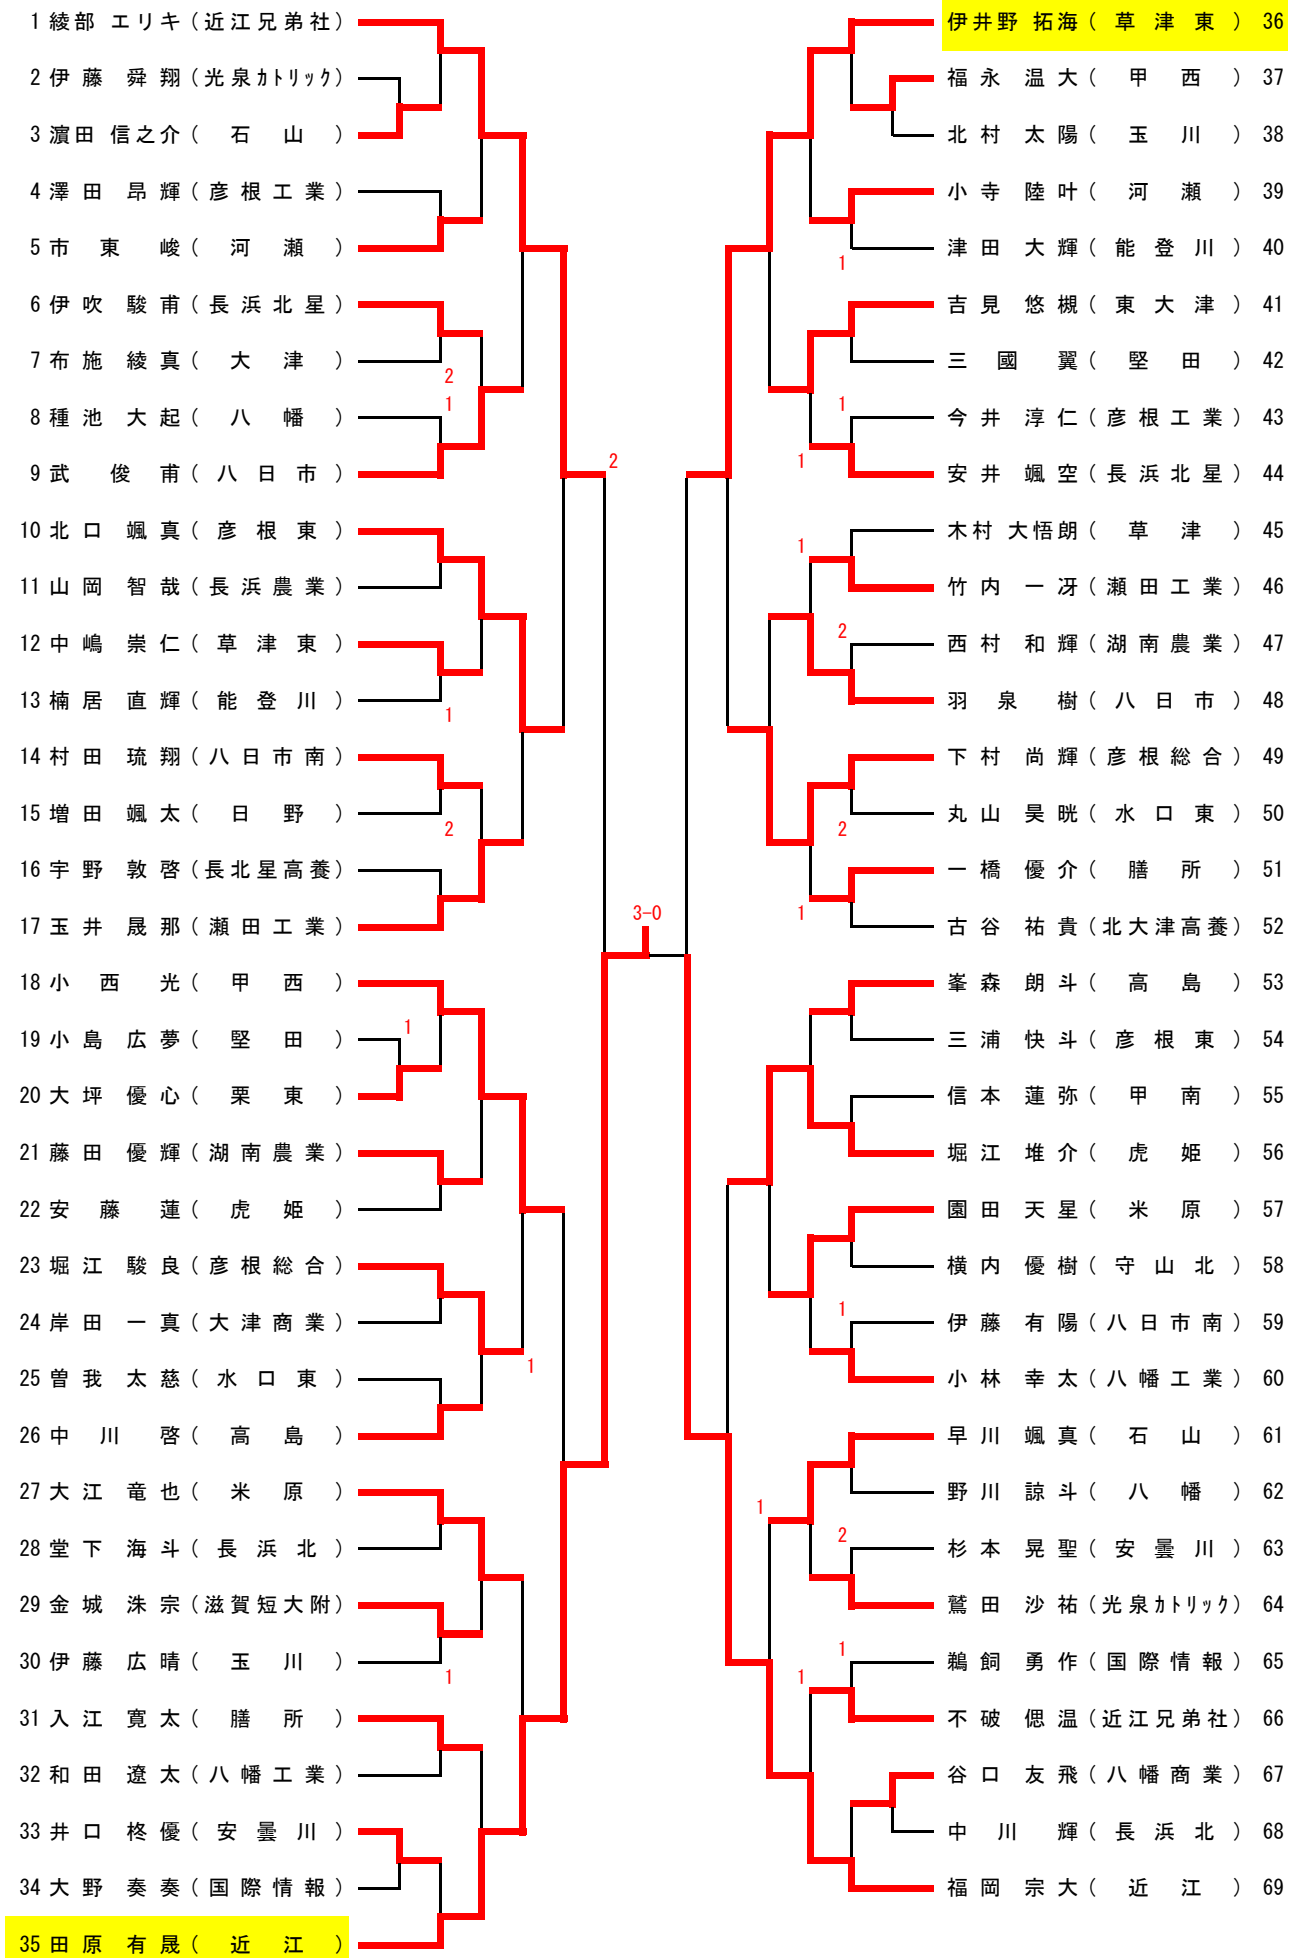 1 綾部 エリキ (近江兄弟社)
2 伊藤 舜翔 (光泉カトリック)
3 濵田 信之介 (石山)
4 澤田 昂輝 (彦根工業)
5 市東 峻 (河瀬)
6 伊吹 駿甫 (長浜北星)
7 布施 綾真 (大津)
2
1
8 種池 大起 (八幡)
9 武 俊甫 (八日市)
2
10 北口 颯真 (彦根東)
11 山岡 智哉 (長浜農業)
12 中嶋 崇仁 (草津東)
13 楠居 直輝 (能登川)
1
14 村田 琉翔 (八日市南)
15 増田 颯太 (日野)
2
16 宇野 敦啓 (長北星高養)
17 玉井 晟那 (瀬田工業)
3-0
18 小西 光 (甲西)
1
19 小島 広夢 (堅田)
20 大坪 優心 (栗東)
21 藤田 優輝 (湖南農業)
22 安藤 蓮 (虎姫)
23 堀江 駿良 (彦根総合)
24 岸田 一真 (大津商業)
1
25 曽我 太慈 (水口東)
26 中川 啓 (高島)
27 大江 竜也 (米原)
28 堂下 海斗 (長浜北)
29 金城 洙宗 (滋賀短大附)
30 伊藤 広晴 (玉川)
1
31 入江 寛太 (膳所)
32 和田 遼太 (八幡工業)
33 井口 柊優 (安曇川)
34 大野 奏奏 (国際情報)
35 田原 有晟 (近江)
伊井野 拓海 (草津東) 36
福永 温大 (甲西) 37
北村 太陽 (玉川) 38
小寺 陸叶 (河瀬) 39
津田 大輝 (能登川) 40
1
吉見 悠槻 (東大津) 41
三國 翼 (堅田) 42
1
今井 淳仁 (彦根工業) 43
1
安井 颯空 (長浜北星) 44
木村 大悟朗 (草津) 45
1
竹内 一冴 (瀬田工業) 46
2
西村 和輝 (湖南農業) 47
羽泉 樹 (八日市) 48
下村 尚輝 (彦根総合) 49
丸山 昊晄 (水口東) 50
2
一橋 優介 (膳所) 51
1
古谷 祐貴 (北大津高養) 52
峯森 朗斗 (高島) 53
三浦 快斗 (彦根東) 54
信本 蓮弥 (甲南) 55
堀江 堆介 (虎姫) 56
園田 天星 (米原) 57
横内 優樹 (守山北) 58
1
伊藤 有陽 (八日市南) 59
小林 幸太 (八幡工業) 60
早川 颯真 (石山) 61
野川 諒斗 (八幡) 62
1
2
杉本 晃聖 (安曇川) 63
鷲田 沙祐 (光泉カトリック) 64
1
鵜飼 勇作 (国際情報) 65
1
不破 偲温 (近江兄弟社) 66
谷口 友飛 (八幡商業) 67
中川 輝 (長浜北) 68
福岡 宗大 (近江) 69